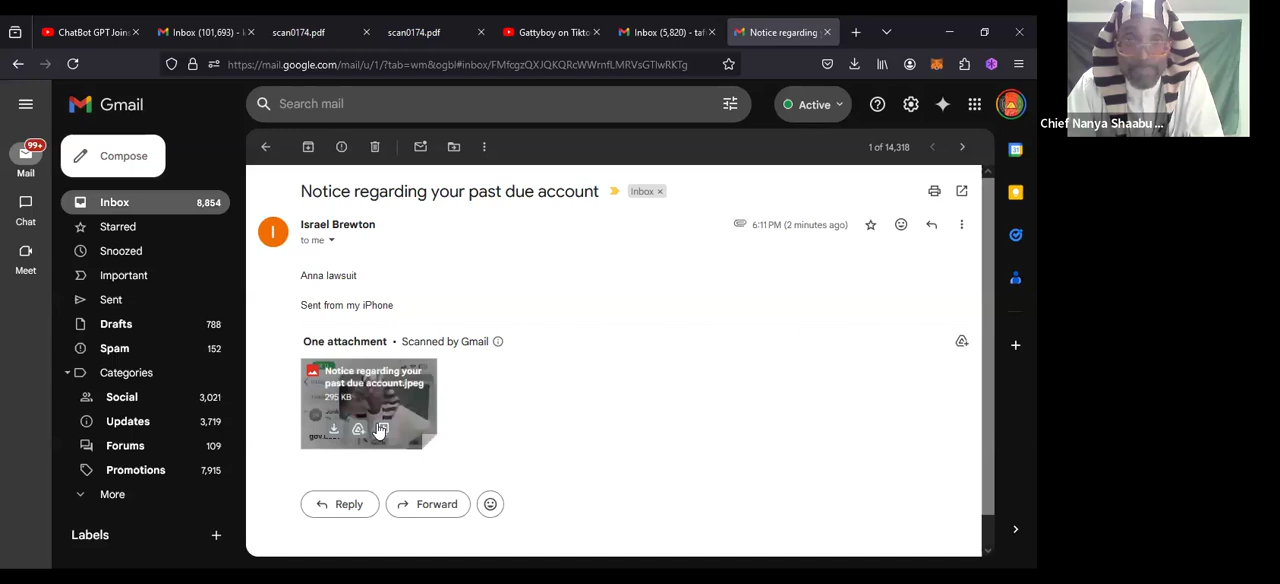 ChatBot GPT Joins
Inbox (101,693)
scan0174.pdf
scan0174.pdf
Gattyboy on Tikto
Inbox (5,820) - taf
Notice regarding
https://mail.google.com/mail/u/1/?tab=wm&ogbl#inbox/
Chief Nanya Shaabu ...
Gmail
Search mail
Active
99+
Mail
Chat
Meet
Compose
Inbox 8,854
Starred
Snoozed
Important
Sent
Drafts 788
Spam 152
Categories
Social 3,021
Updates 3,719
Forums 109
Promotions 7,915
More
Labels
1 of 14,318
Notice regarding your past due account
Inbox
I
Israel Brewton
6:11 PM (2 minutes ago)
to me
Anna lawsuit
Sent from my iPhone
One attachment • Scanned by Gmail
Notice regarding your
past due account.jpeg
295 KB
Reply
Forward